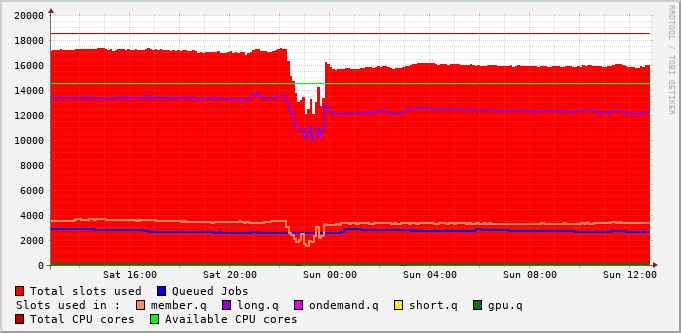 20000
18000
16000
14000
12000
10000
8000
6000
4000
2000
0
Sat 16:00 Sat 20:00 Sun 00:00 Sun 04:00 Sun 08:00 Sun 12:00
RRDTOOL / TOBI OETIKER
Total slots used Queued Jobs
Slots used in : member.q long.q ondemand.q short.q gpu.q
Total CPU cores Available CPU cores